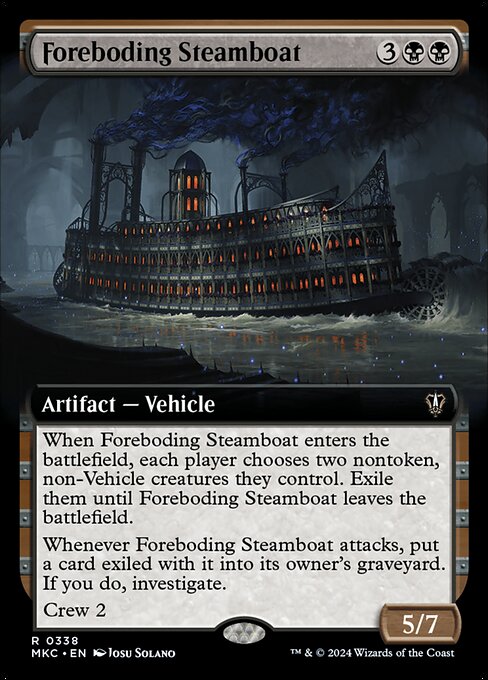 Foreboding Steamboat 3
Artifact — Vehicle
When Foreboding Steamboat enters the
battlefield, each player chooses two nontoken,
non-Vehicle creatures they control. Exile
them until Foreboding Steamboat leaves the
battlefield.
Whenever Foreboding Steamboat attacks, put
a card exiled with it into its owner's graveyard.
If you do, investigate.
Crew 2
5/7
R 0338
MKC • EN Josu Solano
™ & © 2024 Wizards of the Coast